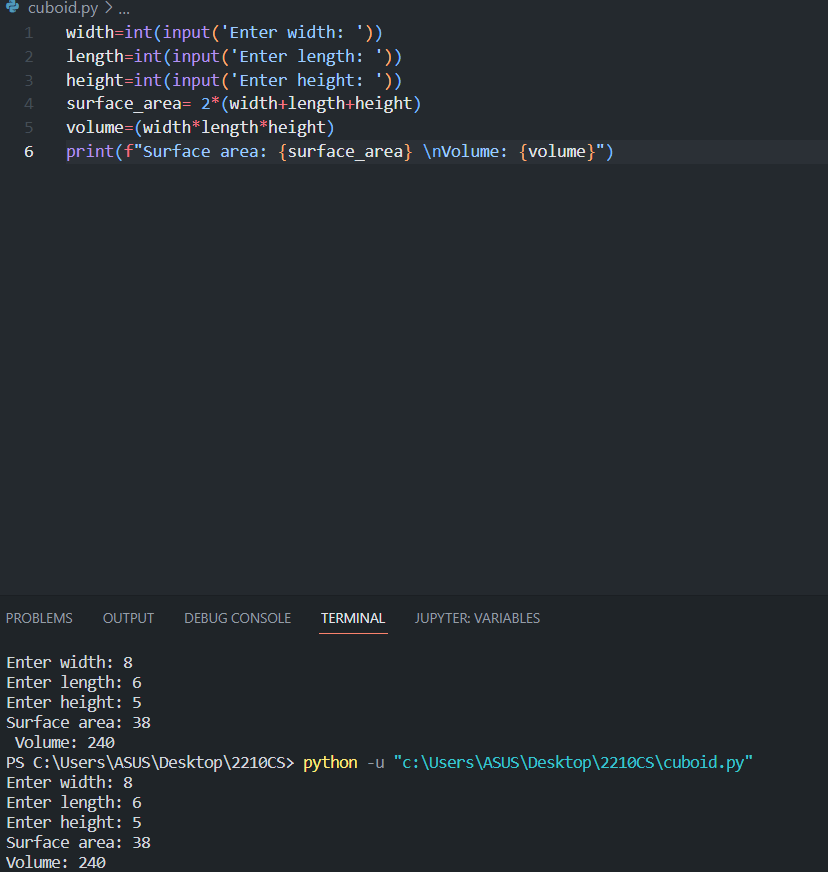 cuboid.py > ...
1 width=int(input('Enter width: '))
2 length=int(input('Enter length: '))
3 height=int(input('Enter height: '))
4 surface_area= 2*(width+length+height)
5 volume=(width*length*height)
6 print(f"Surface area: {surface_area} \nVolume: {volume}")
PROBLEMS OUTPUT DEBUG CONSOLE TERMINAL JUPYTER: VARIABLES
Enter width: 8
Enter length: 6
Enter height: 5
Surface area: 38
 Volume: 240
PS C:\Users\ASUS\Desktop\2210CS> python -u "c:\Users\ASUS\Desktop\2210CS\cuboid.py"
Enter width: 8
Enter length: 6
Enter height: 5
Surface area: 38
Volume: 240